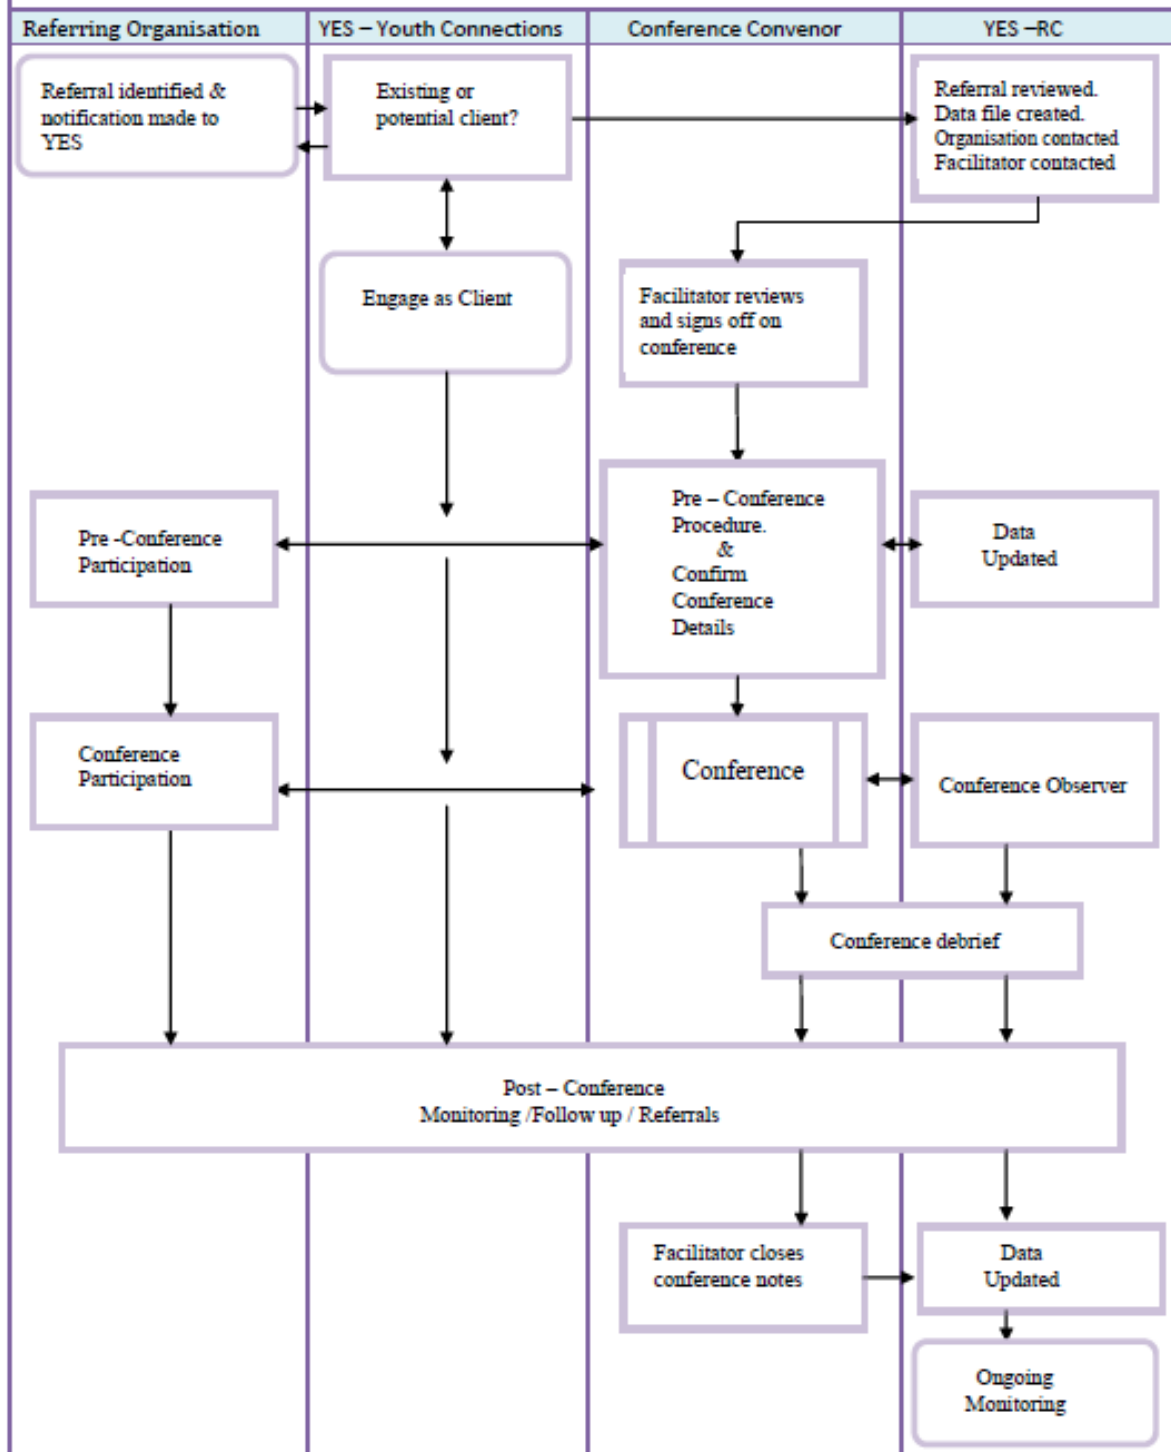 Referring Organisation
YES – Youth Connections
Conference Convenor
YES –RC
Referral identified &
notification made to
YES
Existing or
potential client?
Referral reviewed.
Data file created.
Organisation contacted
Facilitator contacted
Engage as Client
Facilitator reviews
and signs off on
conference
Pre -Conference
Participation
Pre – Conference
Procedure.
&
Confirm
Conference
Details
Data
Updated
Conference
Participation
Conference
Conference Observer
Conference debrief
Post – Conference
Monitoring /Follow up / Referrals
Facilitator closes
conference notes
Data
Updated
Ongoing
Monitoring